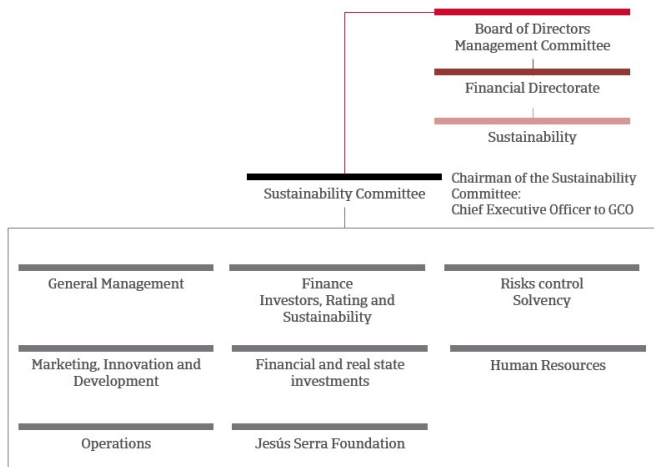 Board of Directors
Management Committee
Financial Directorate
Sustainability
Sustainability Committee
Chairman of the Sustainability
Committee:
Chief Executive Officer to GCO
General Management
Finance
Investors, Rating and
Sustainability
Risks control
Solvency
Marketing, Innovation and
Development
Financial and real state
investments
Human Resources
Operations
Jesús Serra Foundation